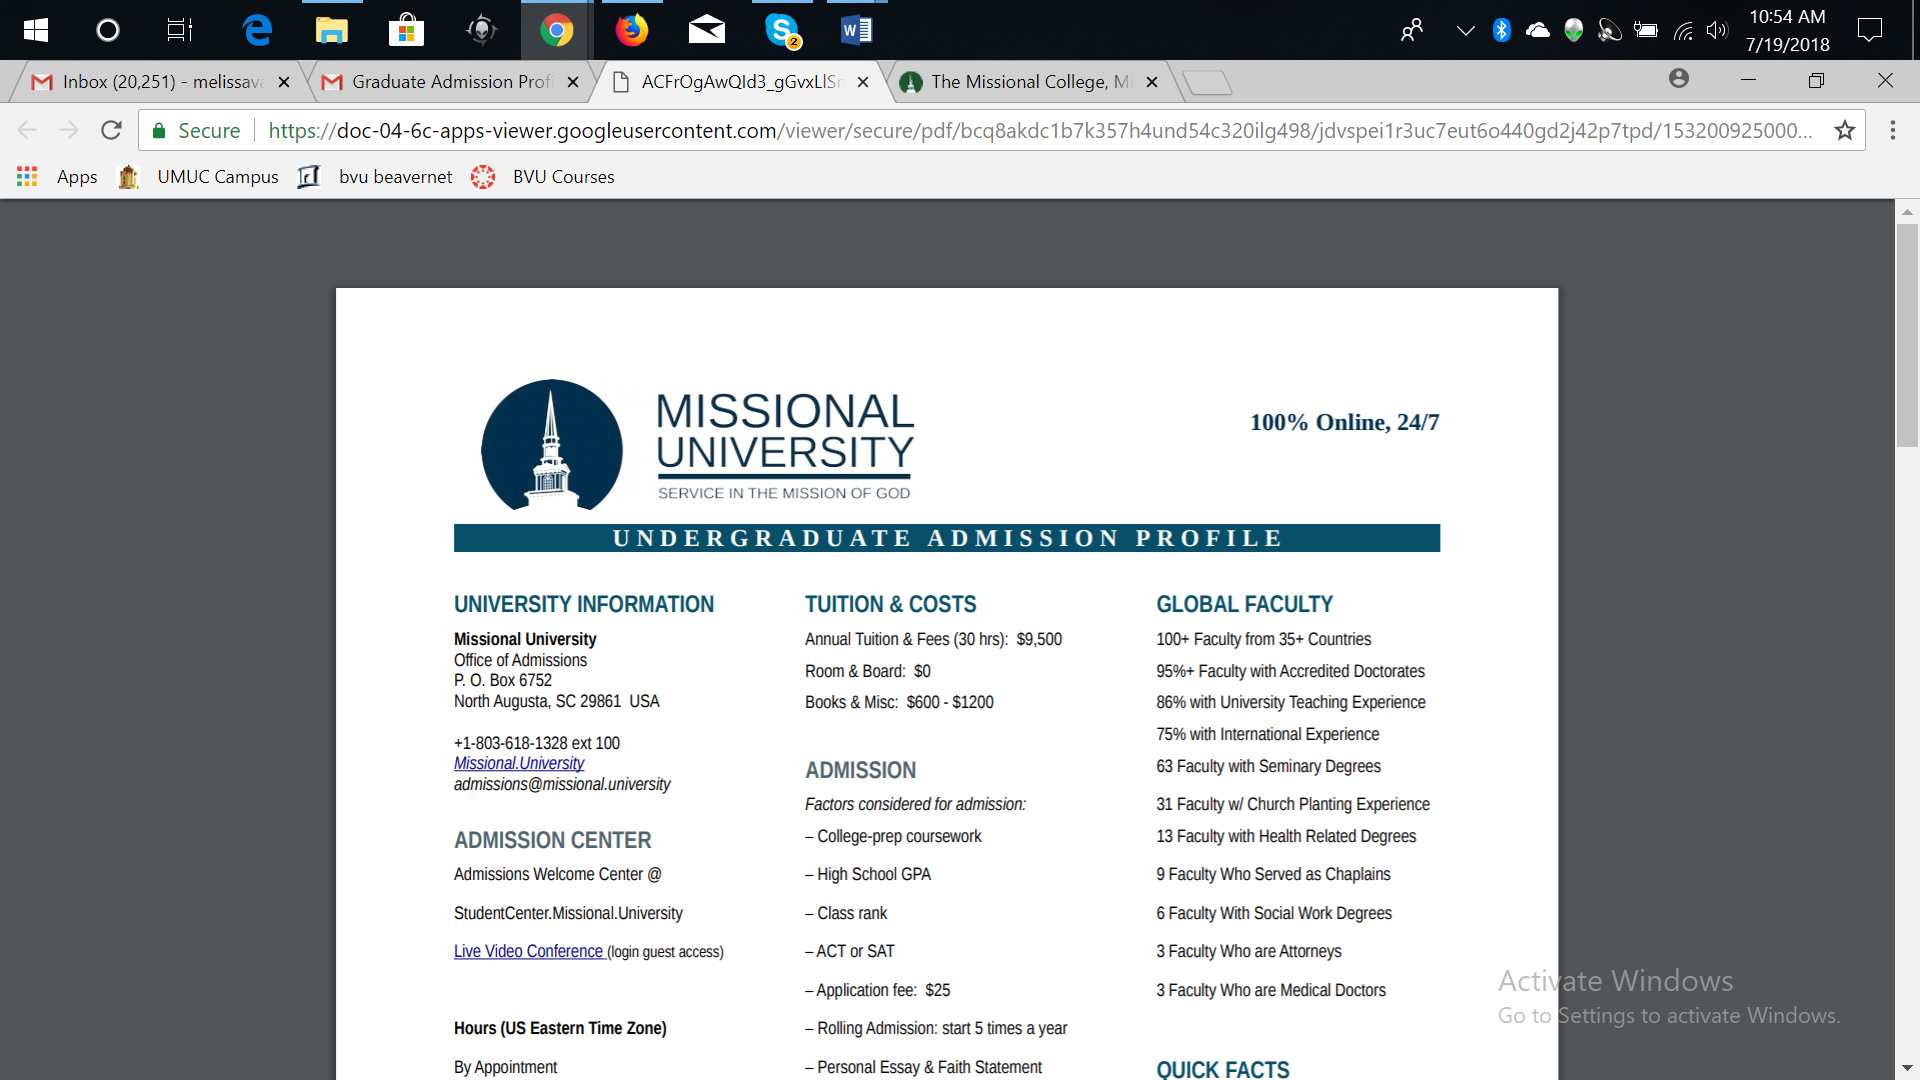 10:54 AM
7/19/2018
Inbox (20,251) - melissava
Graduate Admission Profi
ACFrOgAwQId3_gGvxLlSr
The Missional College, Mi
Secure
https://doc-04-6c-apps-viewer.googleusercontent.com/viewer/secure/pdf/bcq8akdc1b7k357h4und54c320ilg498/jdvspei1r3uc7eut6o440gd2j42p7tpd/153200925000...
Apps
UMUC Campus
bvu beavernet
BVU Courses
MISSIONAL
UNIVERSITY
SERVICE IN THE MISSION OF GOD
100% Online, 24/7
UNDERGRADUATE ADMISSION PROFILE
UNIVERSITY INFORMATION
Missional University
Office of Admissions
P. O. Box 6752
North Augusta, SC 29861 USA
+1-803-618-1328 ext 100
Missional.University
admissions@missional.university
ADMISSION CENTER
Admissions Welcome Center @
StudentCenter.Missional.University
Live Video Conference (login guest access)
Hours (US Eastern Time Zone)
By Appointment
TUITION & COSTS
Annual Tuition & Fees (30 hrs): $9,500
Room & Board: $0
Books & Misc: $600 - $1200
ADMISSION
Factors considered for admission:
– College-prep coursework
– High School GPA
– Class rank
– ACT or SAT
– Application fee: $25
– Rolling Admission: start 5 times a year
– Personal Essay & Faith Statement
GLOBAL FACULTY
100+ Faculty from 35+ Countries
95%+ Faculty with Accredited Doctorates
86% with University Teaching Experience
75% with International Experience
63 Faculty with Seminary Degrees
31 Faculty w/ Church Planting Experience
13 Faculty with Health Related Degrees
9 Faculty Who Served as Chaplains
6 Faculty With Social Work Degrees
3 Faculty Who are Attorneys
3 Faculty Who are Medical Doctors
QUICK FACTS
Activate Windows
Go to Settings to activate Windows.